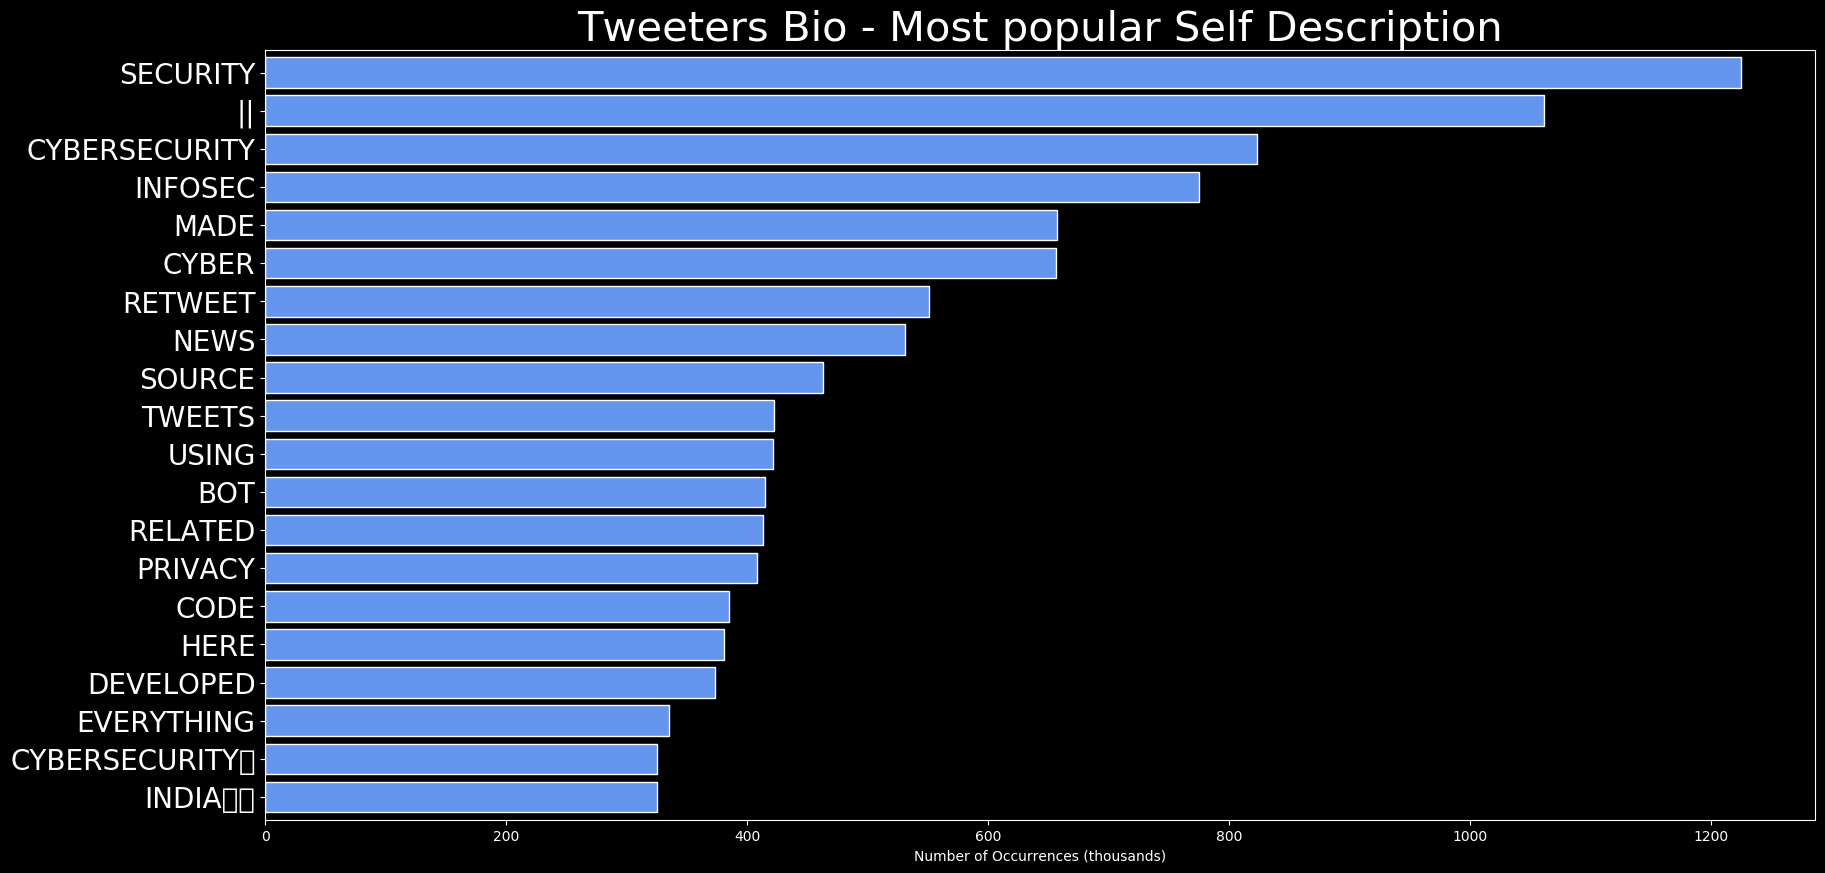 Tweeters Bio - Most popular Self Description
SECURITY
||
CYBERSECURITY
INFOSEC
MADE
CYBER
RETWEET
NEWS
SOURCE
TWEETS
USING
BOT
RELATED
PRIVACY
CODE
HERE
DEVELOPED
EVERYTHING
CYBERSECURITY▯
INDIA▯▯
0 200 400 600 800 1000 1200
Number of Occurrences (thousands)